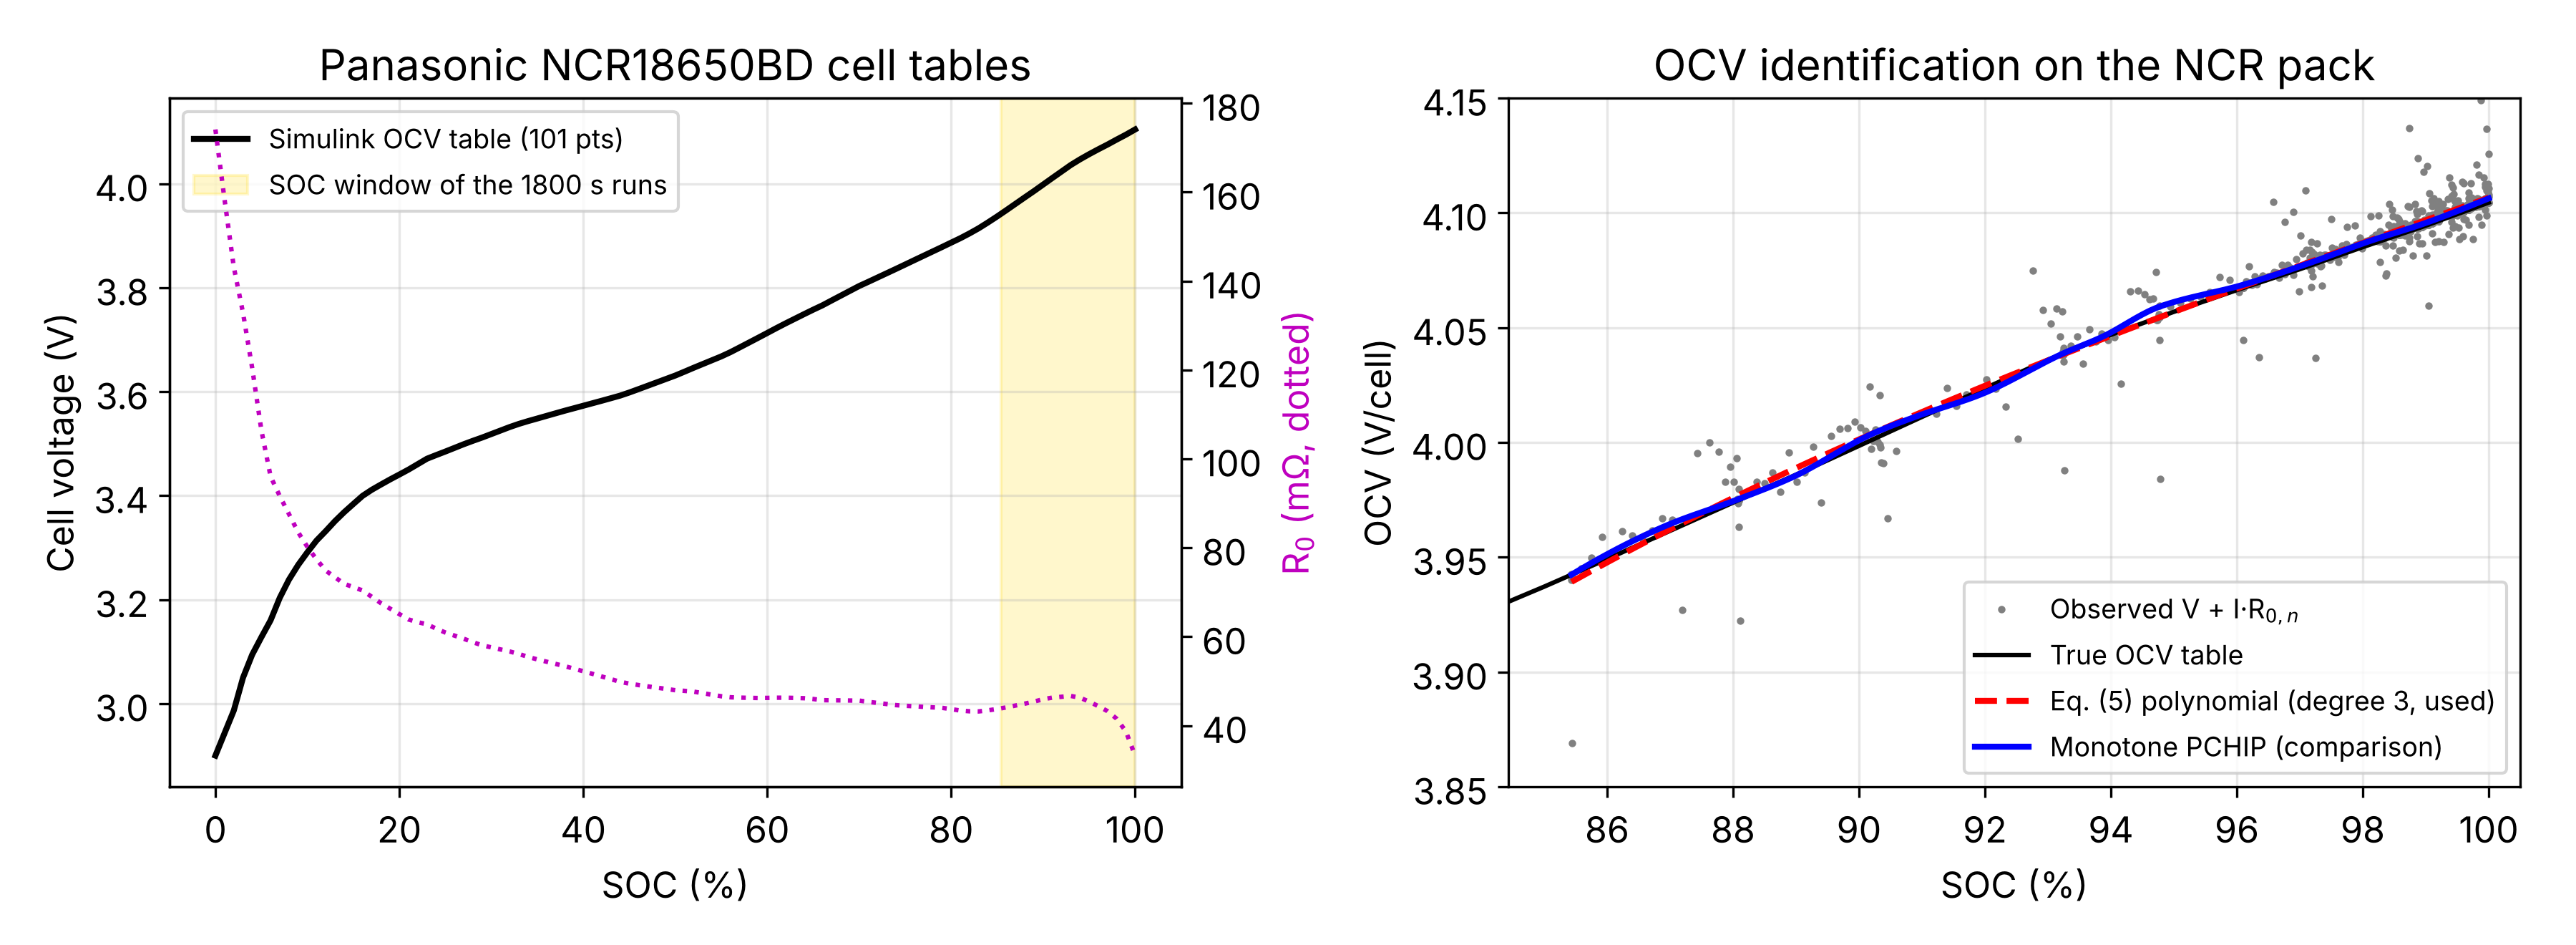 Panasonic NCR18650BD cell tables
Simulink OCV table (101 pts)
SOC window of the 1800 s runs
Cell voltage (V)
4.0
3.8
3.6
3.4
3.2
3.0
180
160
140
120
100
80
60
40
R₀ (mΩ, dotted)
0 20 40 60 80 100
SOC (%)
OCV identification on the NCR pack
OCV (V/cell)
4.15
4.10
4.05
4.00
3.95
3.90
3.85
Observed V + I·R₀,ₙ
True OCV table
Eq. (5) polynomial (degree 3, used)
Monotone PCHIP (comparison)
86 88 90 92 94 96 98 100
SOC (%)